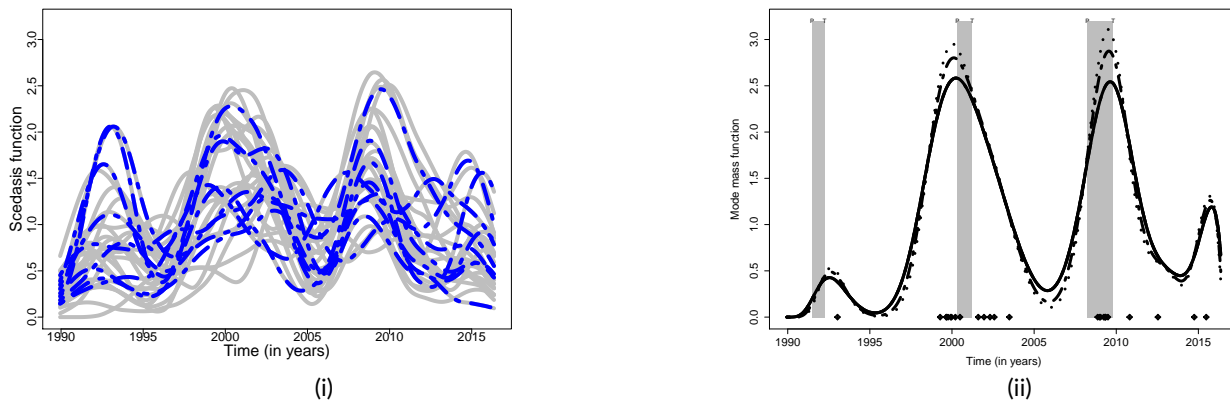 Scedasis function
0.0 0.5 1.0 1.5 2.0 2.5 3.0
1990 1995 2000 2005 2010 2015
Time (in years)
(i)
P T P T P T
Mode mass function
0.0 0.5 1.0 1.5 2.0 2.5 3.0
1990 1995 2000 2005 2010 2015
Time (in years)
(ii)